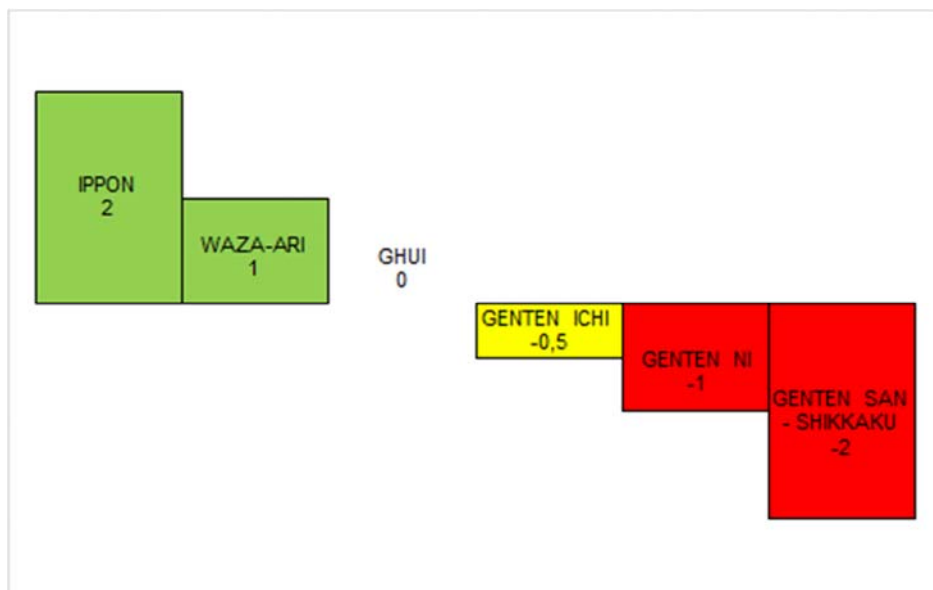 IPPON
2
WAZA-ARI
1
GHUI
0
GENTEN ICHI
-0,5
GENTEN NI
-1
GENTEN SAN
- SHIKKAKU
-2